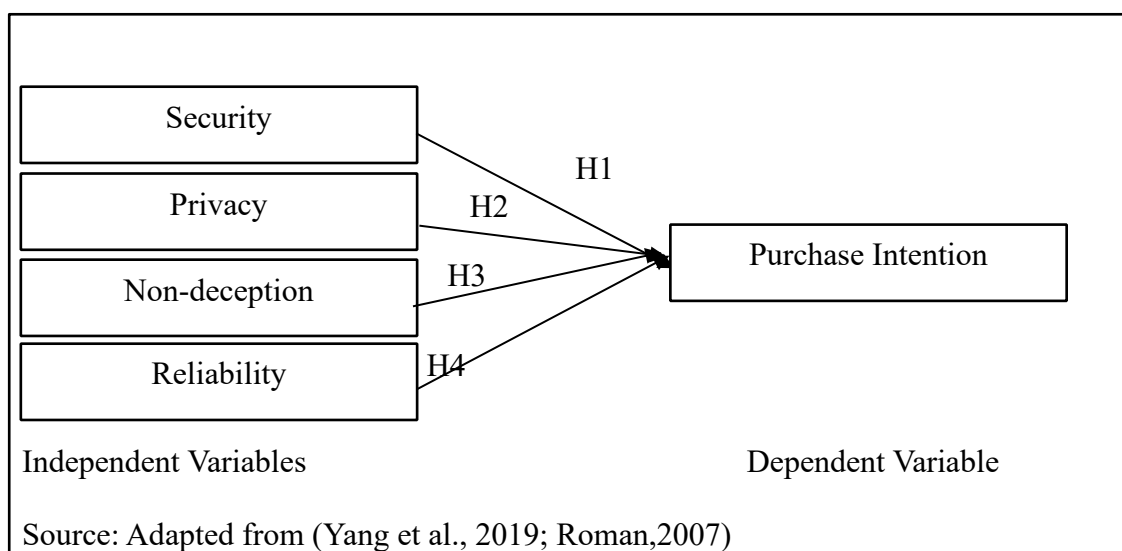 Security
H1
Privacy
H2
Purchase Intention
Non-deception
H3
Reliability
H4
Independent Variables
Dependent Variable
Source: Adapted from (Yang et al., 2019; Roman,2007)